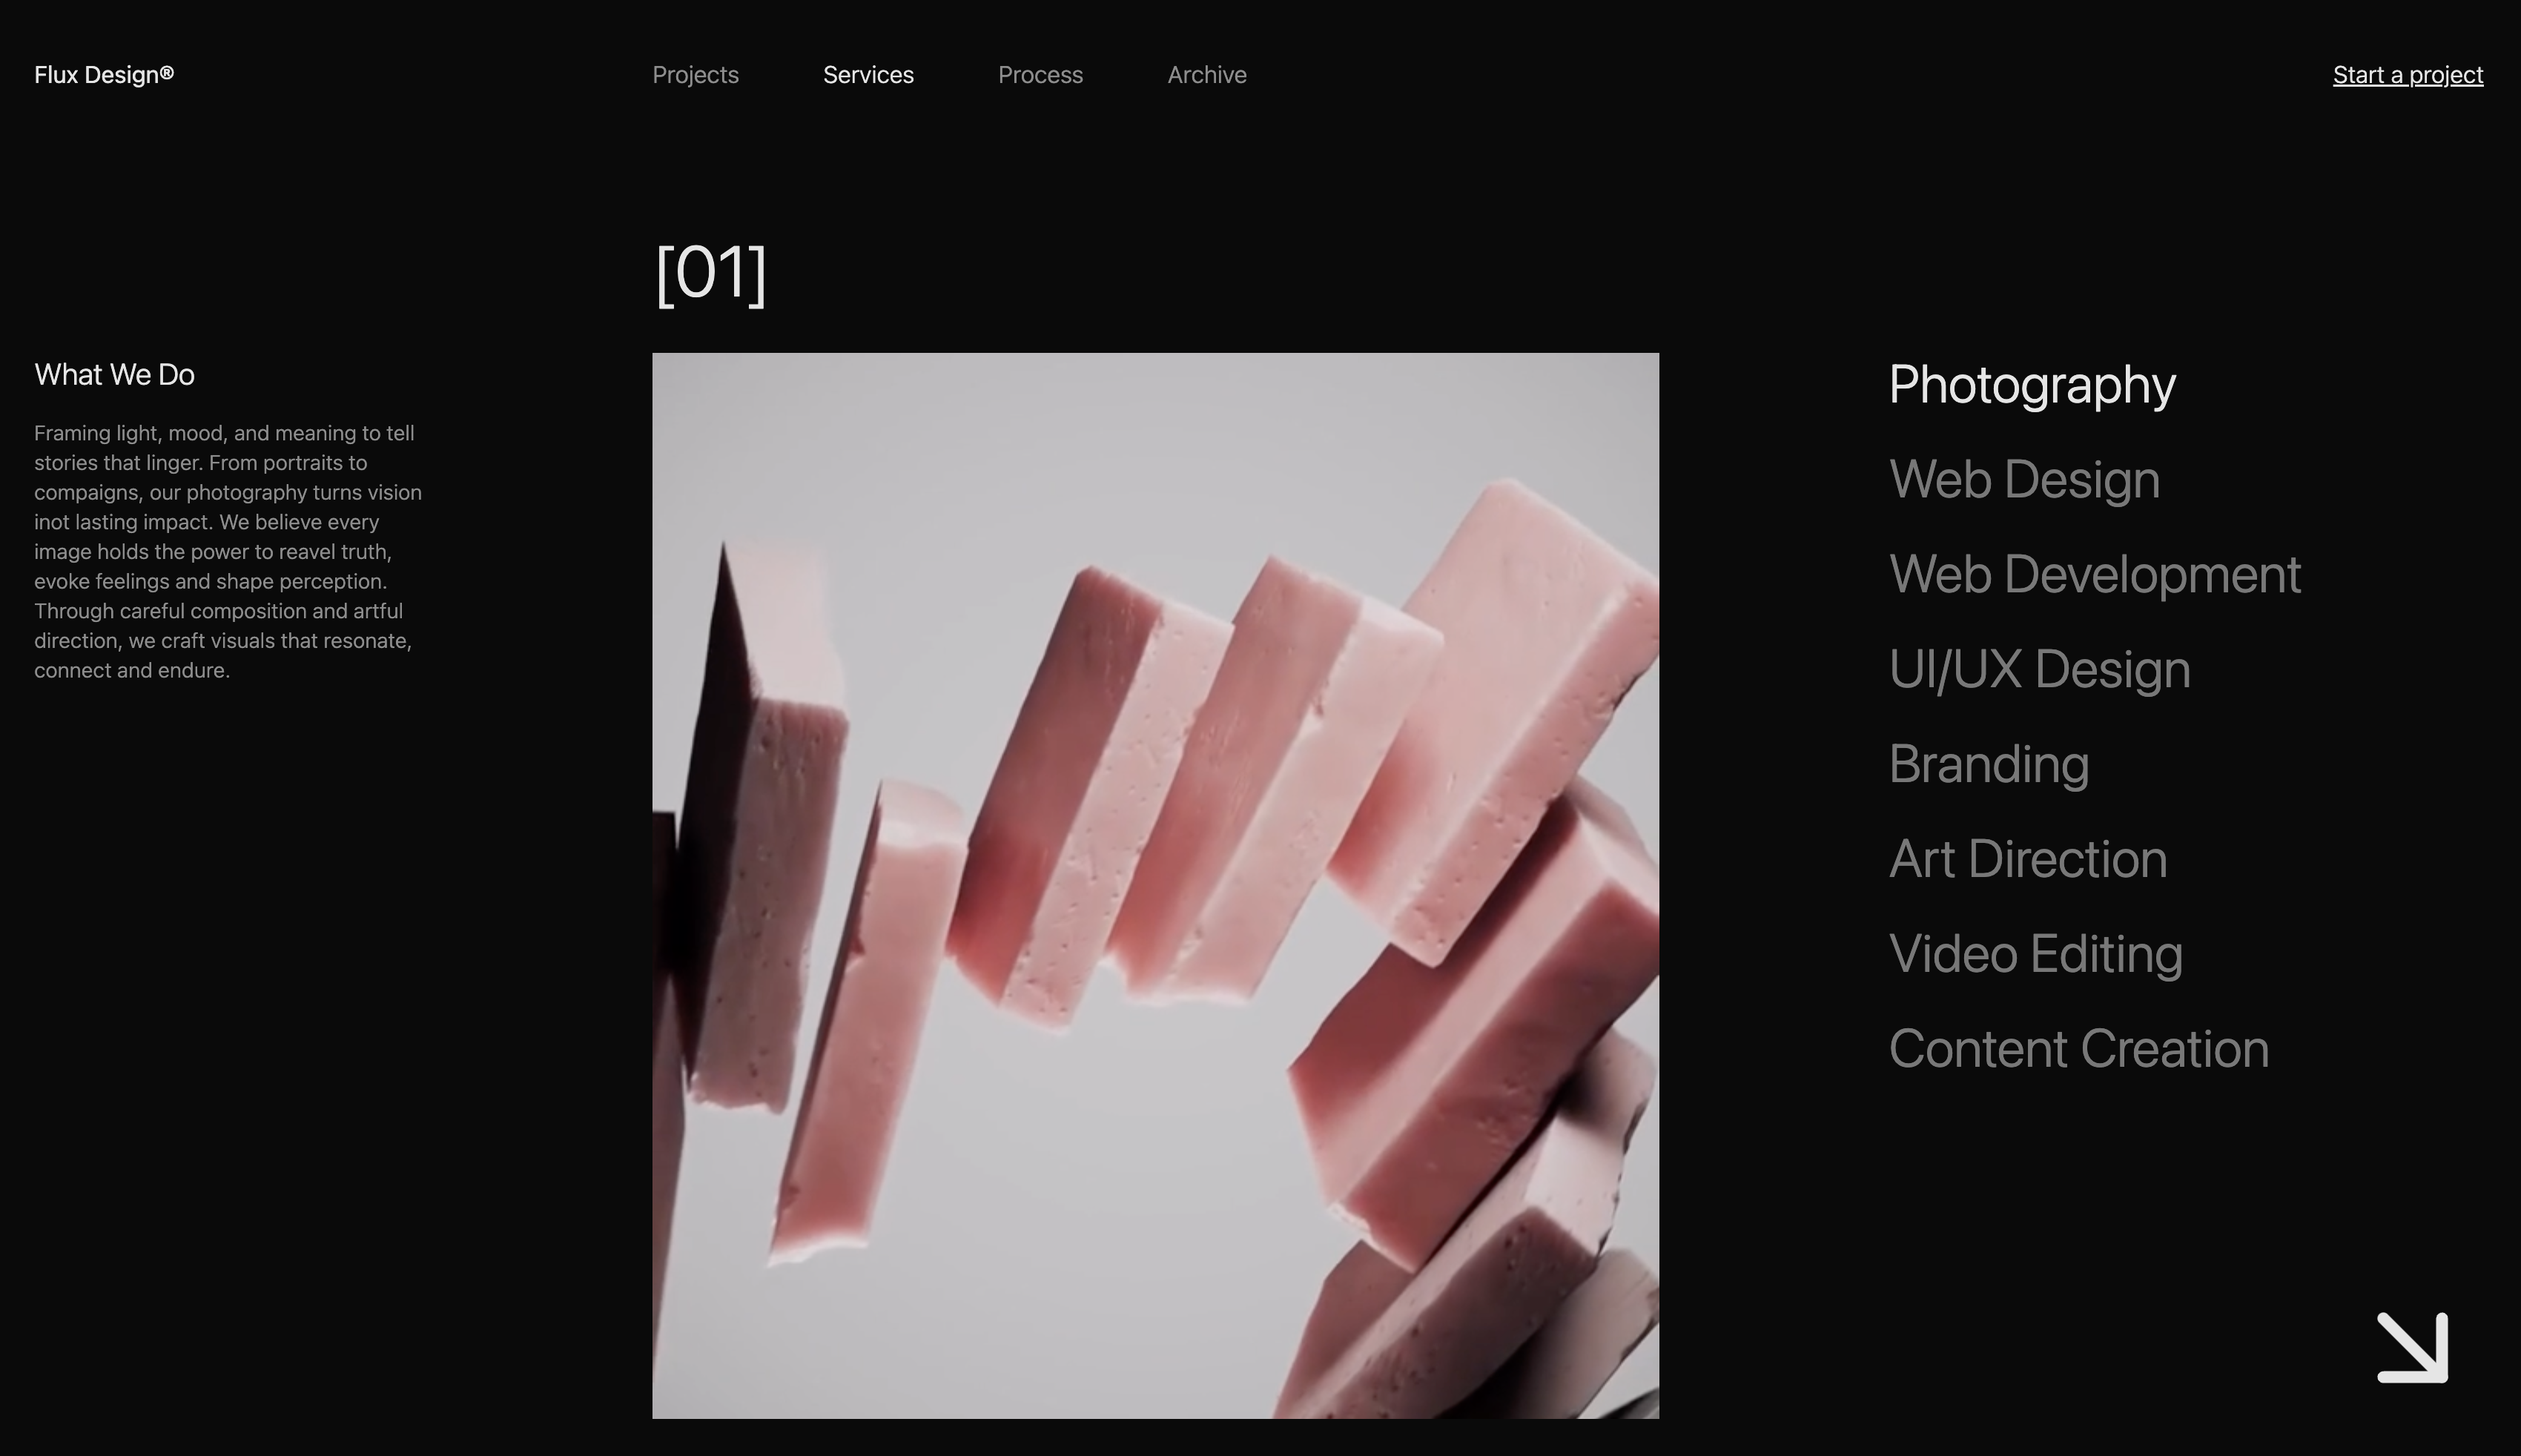 Flux Design®
Projects
Services
Process
Archive
Start a project
[01]
What We Do
Framing light, mood, and meaning to tell
stories that linger. From portraits to
compaigns, our photography turns vision
inot lasting impact. We believe every
image holds the power to reavel truth,
evoke feelings and shape perception.
Through careful composition and artful
direction, we craft visuals that resonate,
connect and endure.
Photography
Web Design
Web Development
UI/UX Design
Branding
Art Direction
Video Editing
Content Creation